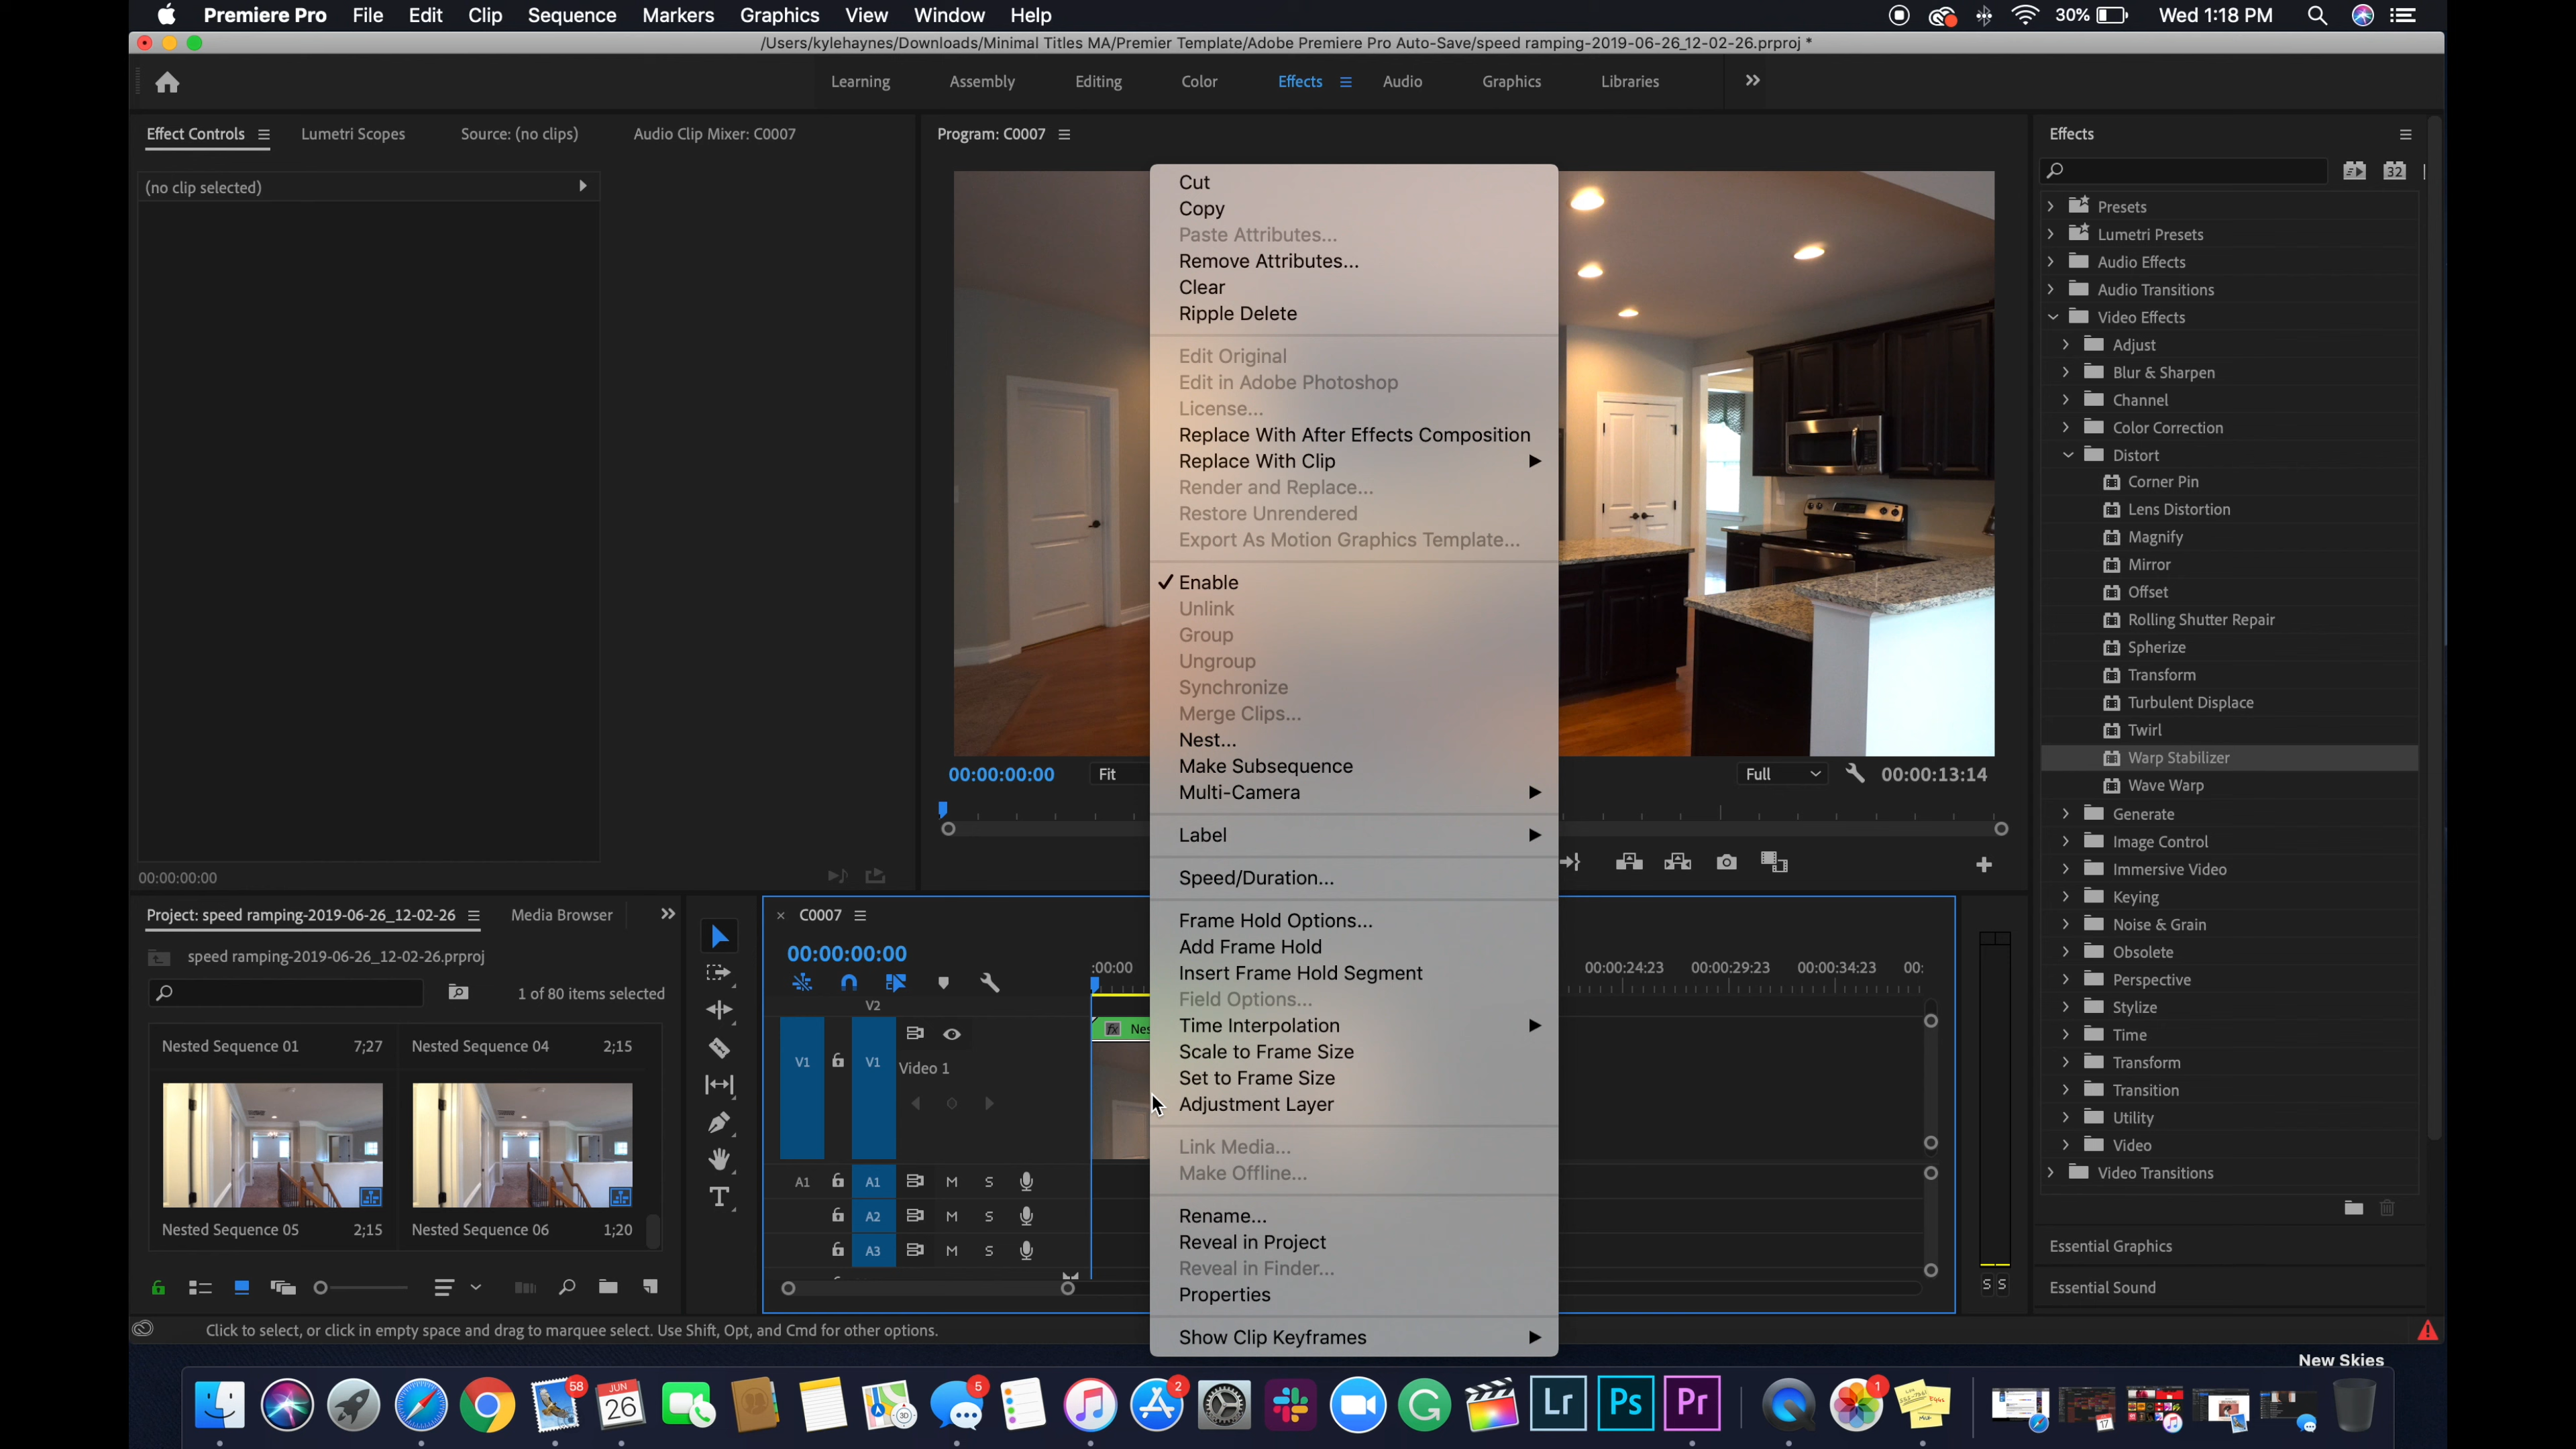 Premiere Pro File Edit Clip Sequence Markers Graphics View Window Help 30% Wed 1:18 PM
/Users/kylehaynes/Downloads/Minimal Titles MA/Premier Template/Adobe Premiere Pro Auto-Save/speed ramping-2019-06-26_12-02-26.prproj *
Learning Assembly Editing Color Effects Audio Graphics Libraries
Effect Controls Lumetri Scopes Source: (no clips) Audio Clip Mixer: C0007
(no clip selected)
00:00:00:00
Program: C0007
00:00:00:00 Fit Full 00:00:13:14
Cut
Copy
Paste Attributes...
Remove Attributes...
Clear
Ripple Delete
Edit Original
Edit in Adobe Photoshop
License...
Replace With After Effects Composition
Replace With Clip
Render and Replace...
Restore Unrendered
Export As Motion Graphics Template...
Enable
Unlink
Group
Ungroup
Synchronize
Merge Clips...
Nest...
Make Subsequence
Multi-Camera
Label
Speed/Duration...
Frame Hold Options...
Add Frame Hold
Insert Frame Hold Segment
Field Options...
Time Interpolation
Scale to Frame Size
Set to Frame Size
Adjustment Layer
Link Media...
Make Offline...
Rename...
Reveal in Project
Reveal in Finder...
Properties
Show Clip Keyframes
Effects
32
Presets
Lumetri Presets
Audio Effects
Audio Transitions
Video Effects
Adjust
Blur & Sharpen
Channel
Color Correction
Distort
Corner Pin
Lens Distortion
Magnify
Mirror
Offset
Rolling Shutter Repair
Spherize
Transform
Turbulent Displace
Twirl
Warp Stabilizer
Wave Warp
Generate
Image Control
Immersive Video
Keying
Noise & Grain
Obsolete
Perspective
Stylize
Time
Transform
Transition
Utility
Video
Video Transitions
Essential Graphics
Essential Sound
Project: speed ramping-2019-06-26_12-02-26 Media Browser
speed ramping-2019-06-26_12-02-26.prproj
1 of 80 items selected
Nested Sequence 01 7;27 Nested Sequence 04 2;15
Nested Sequence 05 2;15 Nested Sequence 06 1;20
C0007
00:00:00:00
:00:00 00:00:24:23 00:00:29:23 00:00:34:23 00:
V2
fx Nes
V1 V1 Video 1
A1 A1 M S
A2 M S
A3 M S
S S
Click to select, or click in empty space and drag to marquee select. Use Shift, Opt, and Cmd for other options.
New Skies
58 JUN 26 3D 5 2 Lr Ps Pr 1 EGGS 17